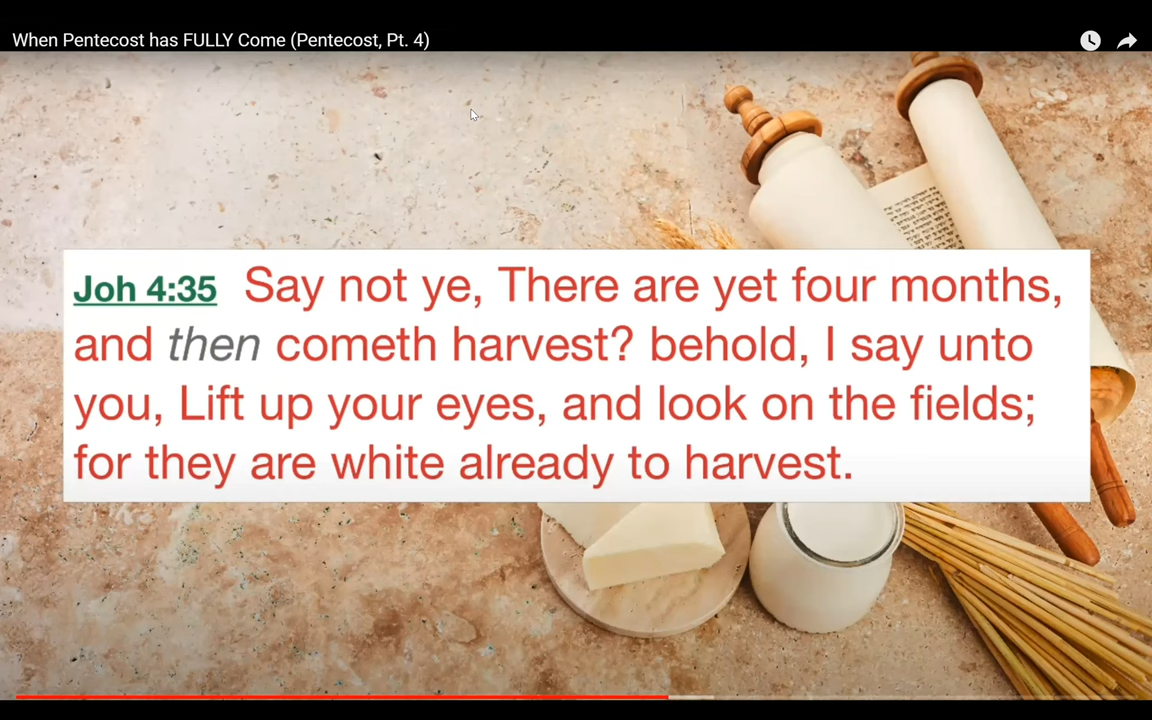 When Pentecost has FULLY Come (Pentecost, Pt. 4)
Joh 4:35 Say not ye, There are yet four months,
and then cometh harvest? behold, I say unto
you, Lift up your eyes, and look on the fields;
for they are white already to harvest.